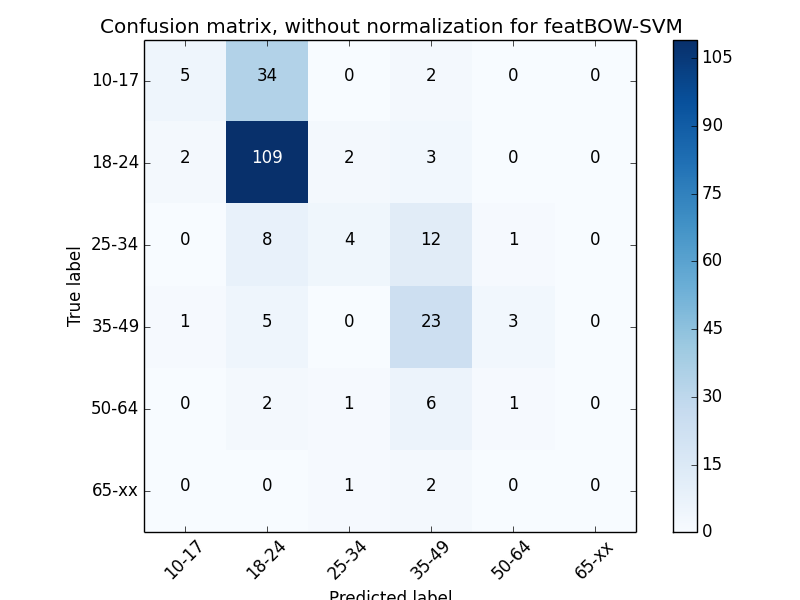 Confusion matrix, without normalization for featBOW-SVM
10-17 5 34 0 2 0 0
18-24 2 109 2 3 0 0
25-34 0 8 4 12 1 0
35-49 1 5 0 23 3 0
50-64 0 2 1 6 1 0
65-xx 0 0 1 2 0 0
True label
10-17 18-24 25-34 35-49 50-64 65-xx
Predicted label
105
90
75
60
45
30
15
0